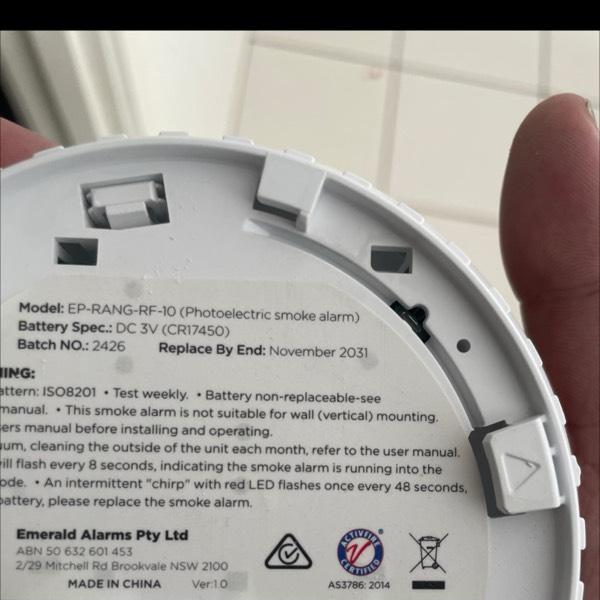 Model: EP-RANG-RF-10 (Photoelectric smoke alarm)
Battery Spec.: DC 3V (CR17450)
Batch NO.: 2426 Replace By End: November 2031
attern: ISO8201 • Test weekly. • Battery non-replaceable-see
manual. • This smoke alarm is not suitable for wall (vertical) mounting.
ers manual before installing and operating.
uum, cleaning the outside of the unit each month, refer to the user manual.
ill flash every 8 seconds, indicating the smoke alarm is running into the
ode. • An intermittent "chirp" with red LED flashes once every 48 seconds,
battery, please replace the smoke alarm.
Emerald Alarms Pty Ltd
ABN 50 632 601 453
2/29 Mitchell Rd Brookvale NSW 2100
MADE IN CHINA Ver:1.0
ACTIVFIRE
CERTIFIED
AS3786: 2014